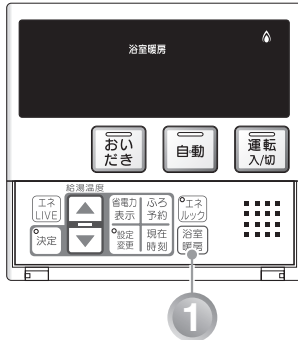 浴室暖房
おい
だき
自動
運転
入/切
給湯温度
エネ
LIVE
省電力
表示
ふろ
予約
エネ
ルック
決定
設定
変更
現在
時刻
浴室
暖房
1